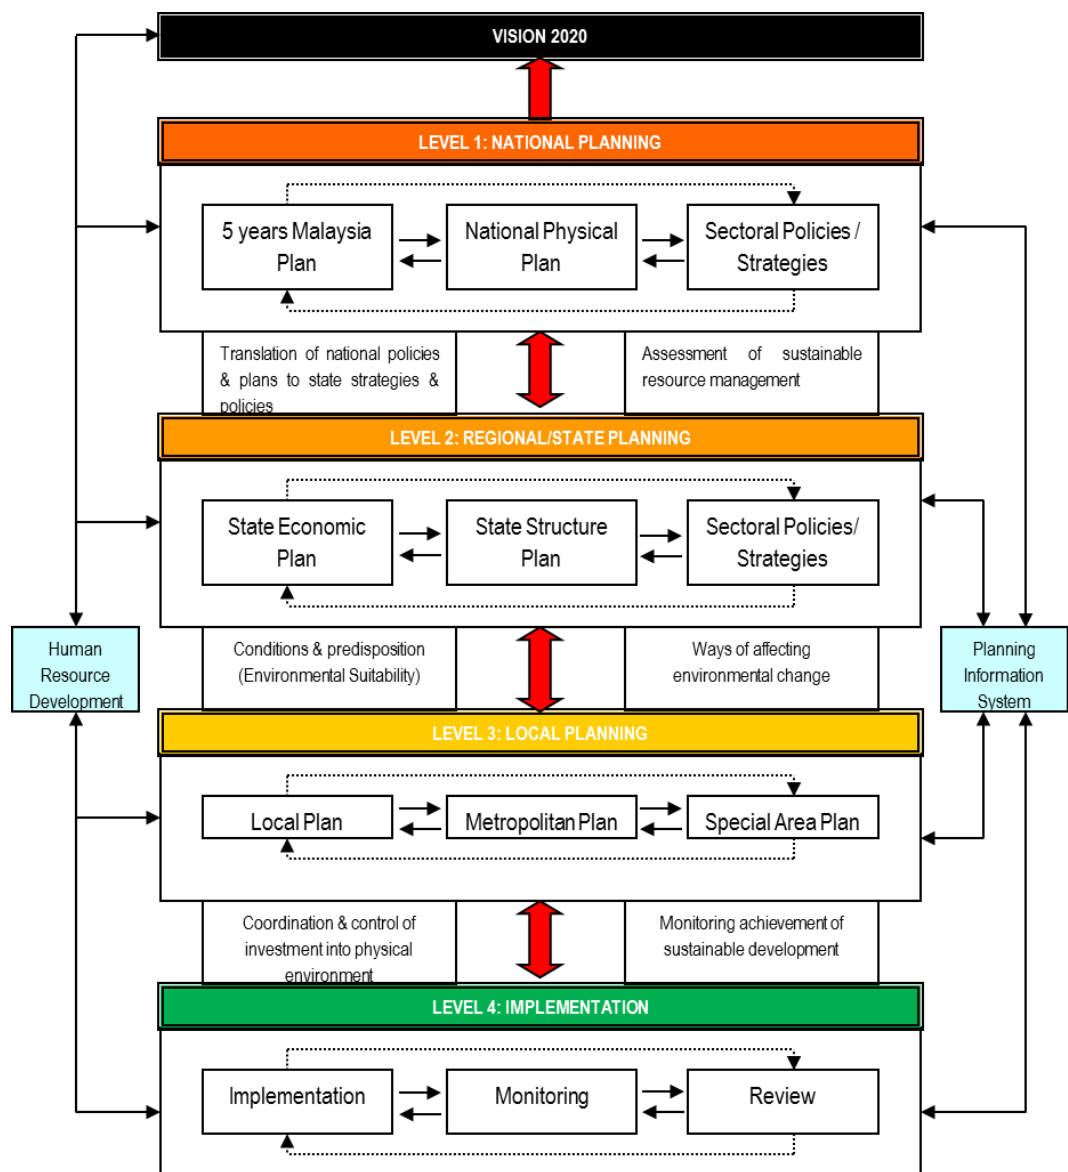 VISION 2020
LEVEL 1: NATIONAL PLANNING
5 years Malaysia
Plan
National Physical
Plan
Sectoral Policies /
Strategies
Translation of national policies
& plans to state strategies &
policies
Assessment of sustainable
resource management
LEVEL 2: REGIONAL/STATE PLANNING
State Economic
Plan
State Structure
Plan
Sectoral Policies/
Strategies
Human
Resource
Development
Conditions & predisposition
(Environmental Suitability)
Ways of affecting
environmental change
Planning
Information
System
LEVEL 3: LOCAL PLANNING
Local Plan
Metropolitan Plan
Special Area Plan
Coordination & control of
investment into physical
environment
Monitoring achievement of
sustainable development
LEVEL 4: IMPLEMENTATION
Implementation
Monitoring
Review